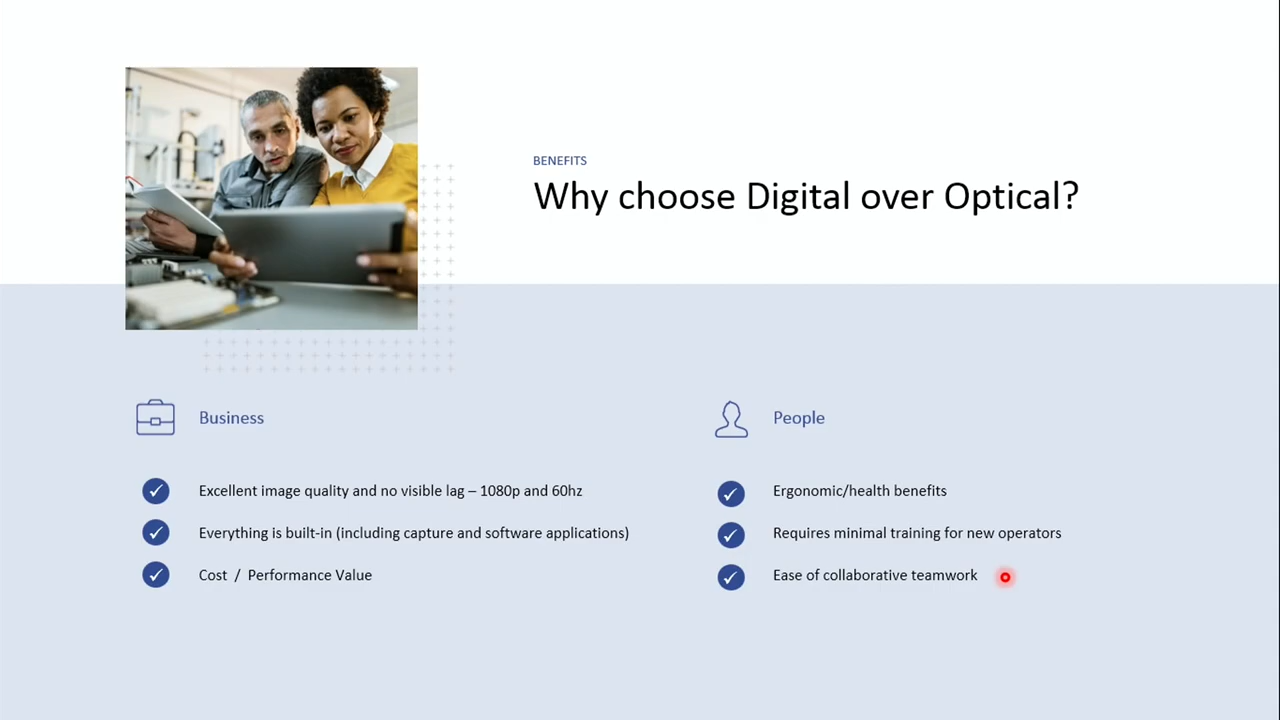 BENEFITS
Why choose Digital over Optical?
Business
Excellent image quality and no visible lag – 1080p and 60hz
Everything is built-in (including capture and software applications)
Cost / Performance Value
People
Ergonomic/health benefits
Requires minimal training for new operators
Ease of collaborative teamwork